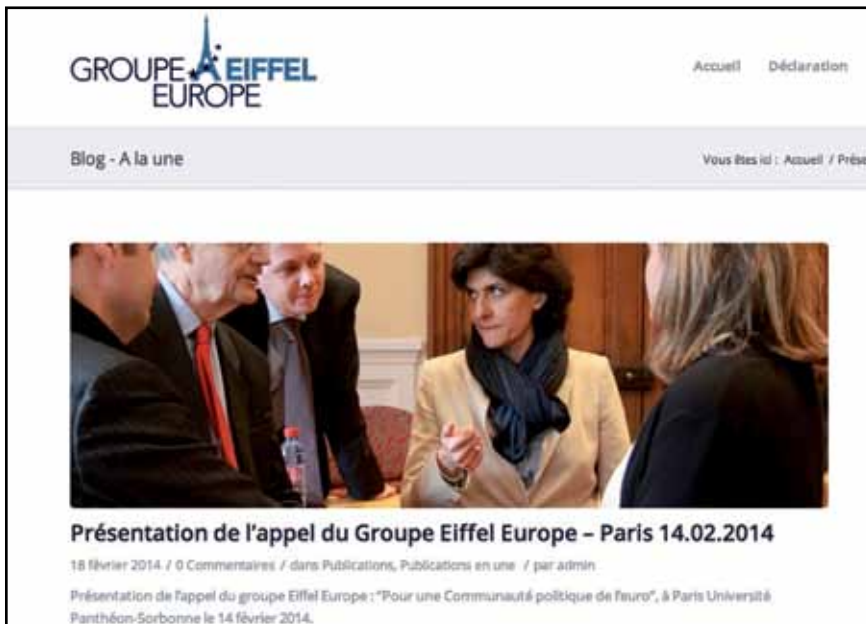 GROUPE EIFFEL
EUROPE
Accueil Déclaration
Blog - A la une
Vous êtes ici : Accueil / Prése
Présentation de l'appel du Groupe Eiffel Europe – Paris 14.02.2014
18 février 2014 / 0 Commentaires / dans Publications, Publications en une / par admin
Présentation de l'appel du groupe Eiffel Europe : "Pour une Communauté politique de l'euro", à Paris Université
Panthéon-Sorbonne le 14 février 2014.